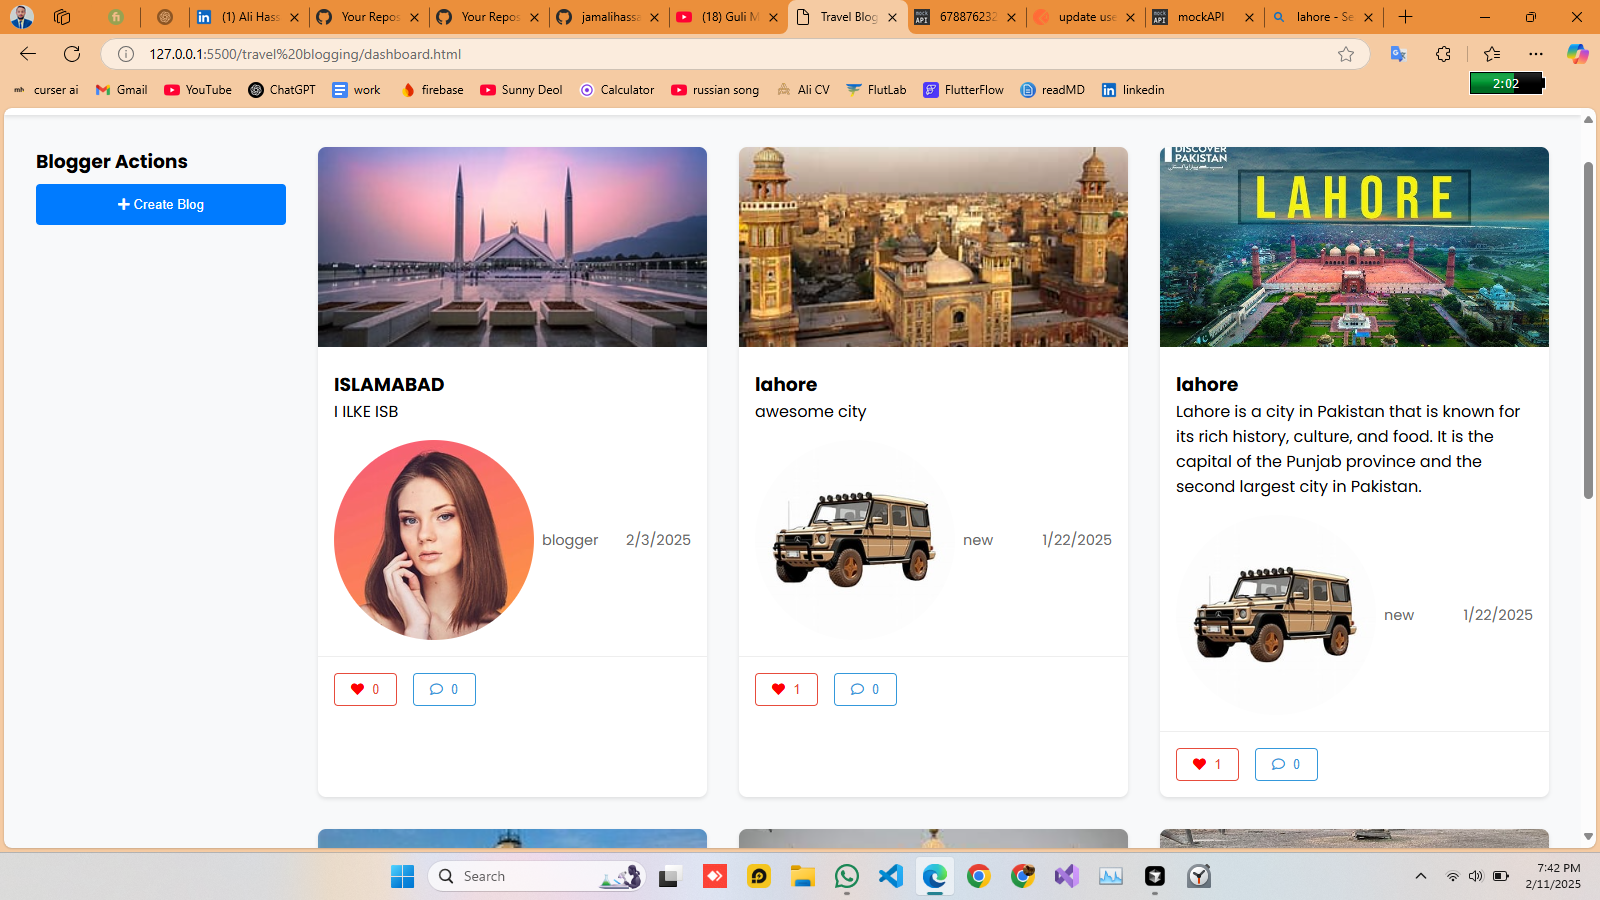 (1) Ali Hass
Your Repos
Your Repos
jamalihassa
(18) Guli M
Travel Blog
678876232
update use
mockAPI
lahore - Se
127.0.0.1:5500/travel%20blogging/dashboard.html
curser ai
Gmail
YouTube
ChatGPT
work
firebase
Sunny Deol
Calculator
russian song
Ali CV
FlutLab
FlutterFlow
readMD
linkedin
2:02
Blogger Actions
Create Blog
ISLAMABAD
I ILKE ISB
blogger 2/3/2025
0 0
lahore
awesome city
new 1/22/2025
1 0
DISCOVER
PAKISTAN
LAHORE
lahore
Lahore is a city in Pakistan that is known for
its rich history, culture, and food. It is the
capital of the Punjab province and the
second largest city in Pakistan.
new 1/22/2025
1 0
Search
7:42 PM
2/11/2025